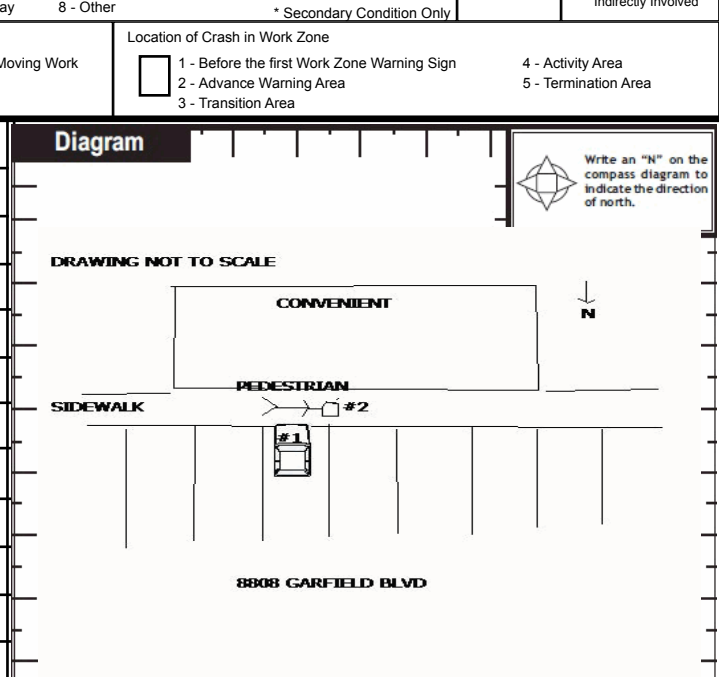 ay 8 - Other
* Secondary Condition Only
Indirectly Involved
Moving Work
Location of Crash in Work Zone
1 - Before the first Work Zone Warning Sign
2 - Advance Warning Area
3 - Transition Area
4 - Activity Area
5 - Termination Area
Diagram
Write an "N" on the
compass diagram to
indicate the direction
of north.
DRAWING NOT TO SCALE
CONVENIENT
N
PEDESTRIAN
SIDEWALK
#2
#1
8808 GARFIELD BLVD